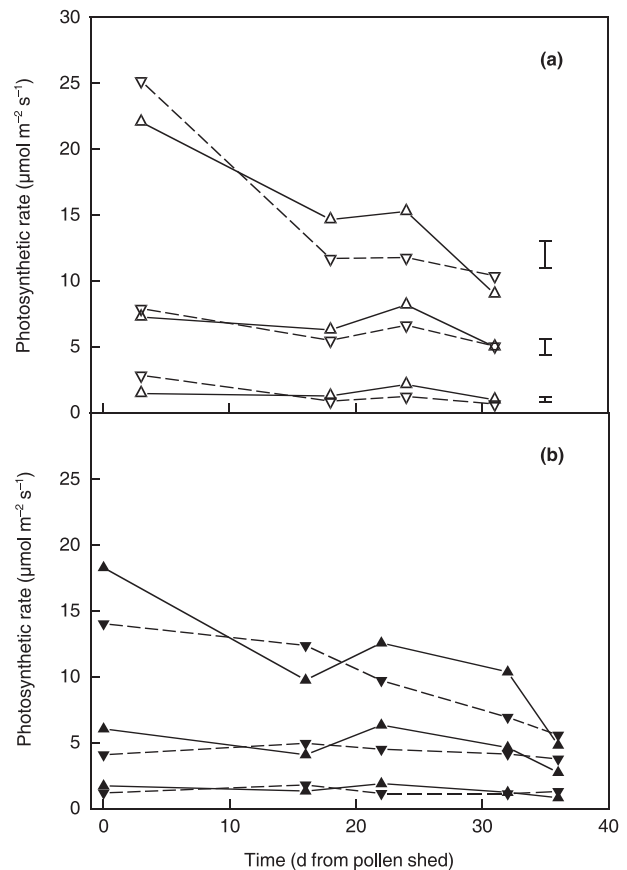 30
(a)
25
20
15
10
5
0
Photosynthetic rate (µmol m⁻² s⁻¹)
(b)
25
20
15
10
5
0
Photosynthetic rate (µmol m⁻² s⁻¹)
0 10 20 30 40
Time (d from pollen shed)